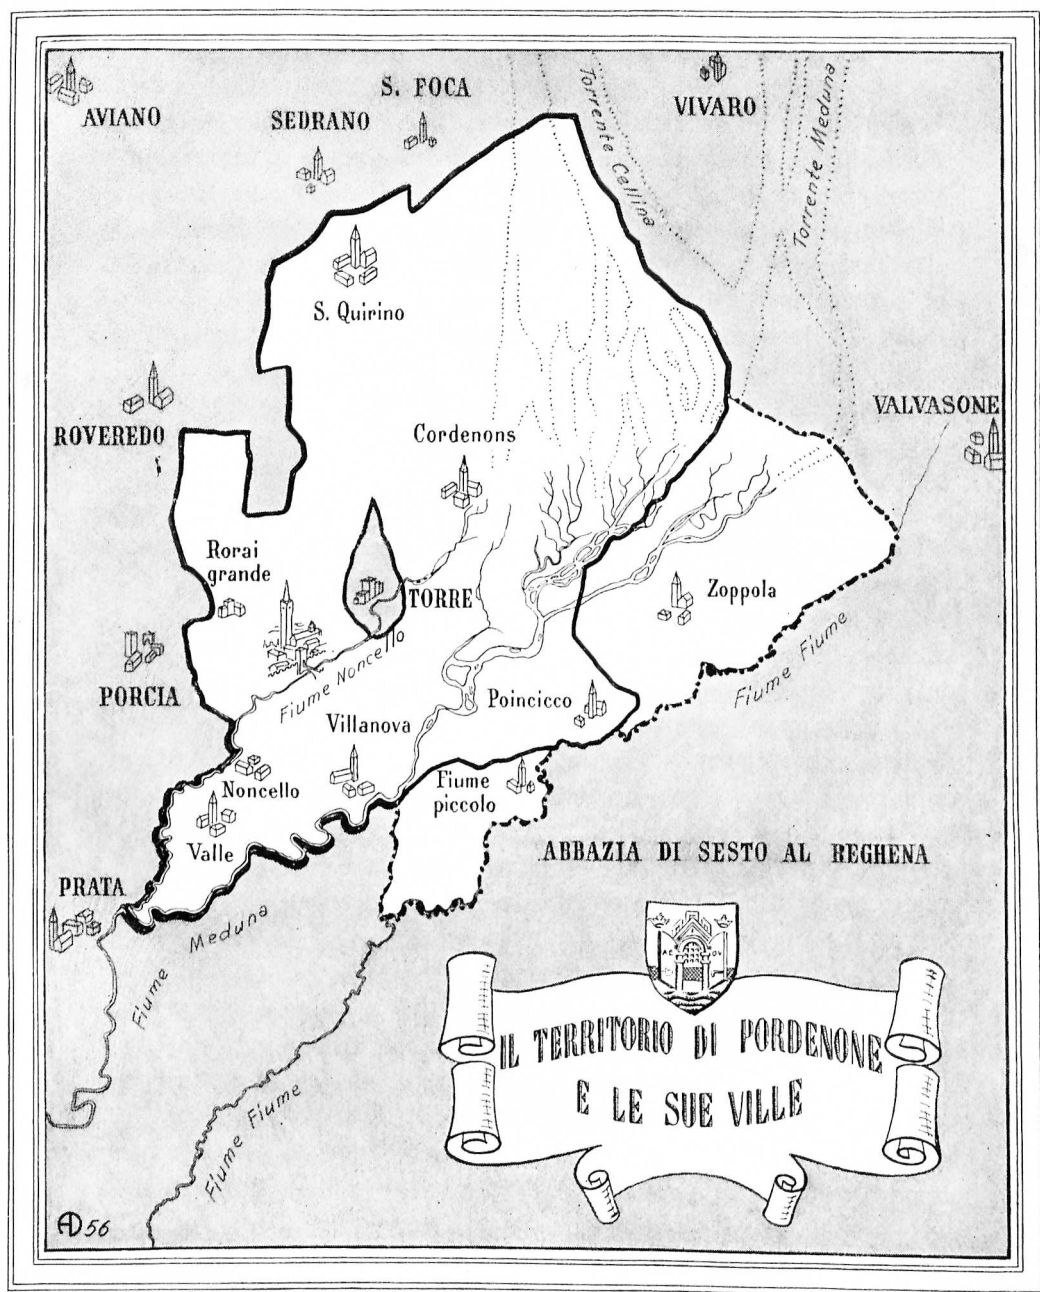 S. FOCA
AVIANO
SEDRANO
VIVARO
Torrente Cellina
Torrente Meduna
S. Quirino
ROVEREDO
VALVASONE
Cordenons
Rorai
grande
TORRE
Zoppola
PORCIA
Fiume Noncello
Fiume Fiume
Villanova
Poincicco
Noncello
Fiume
piccolo
Valle
ABBAZIA DI SESTO AL REGHENA
PRATA
Fiume Meduna
Fiume Fiume
IL TERRITORIO DI PORDENONE
E LE SUE VILLE
AD 56